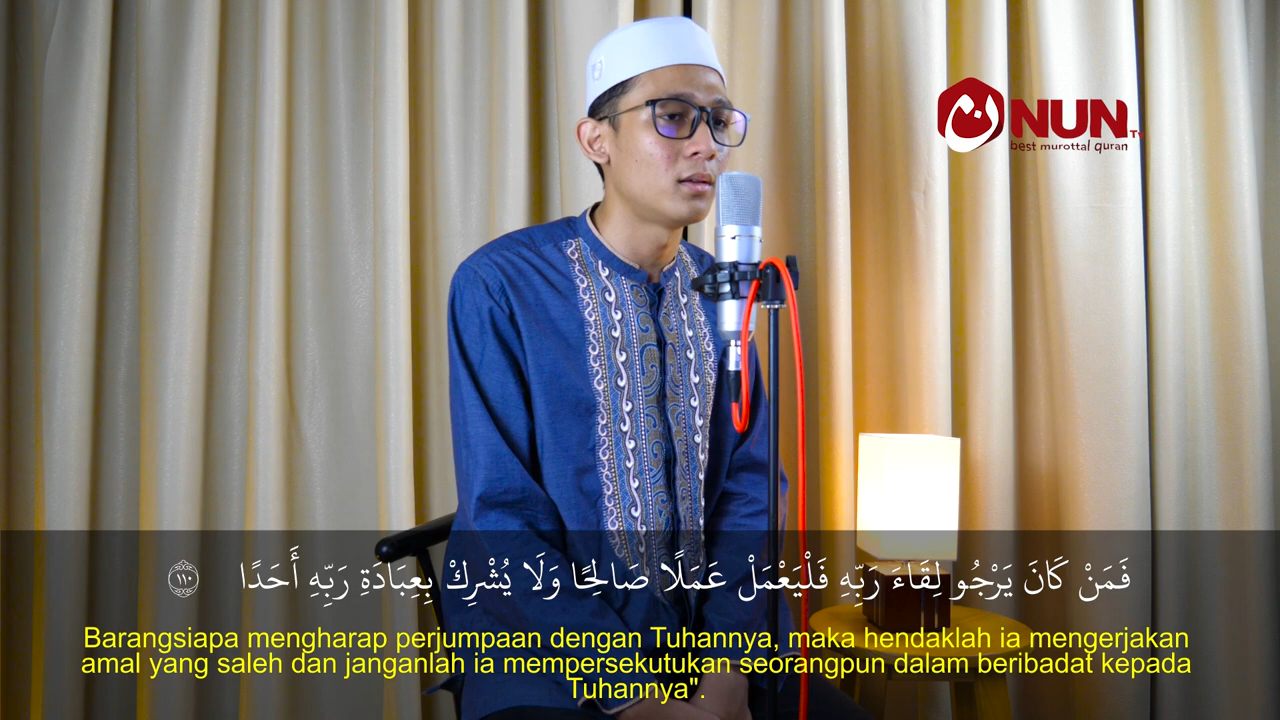 NUN
Tv
best murottal quran
فَمَنْ كَانَ يَرْجُو لِقَاءَ رَبِّهِ فَلْيَعْمَلْ عَمَلًا صَالِحًا وَلَا يُشْرِكْ بِعِبَادَةِ رَبِّهِ أَحَدًا ١١٠
Barangsiapa mengharap perjumpaan dengan Tuhannya, maka hendaklah ia mengerjakan
amal yang saleh dan janganlah ia mempersekutukan seorangpun dalam beribadat kepada
Tuhannya".